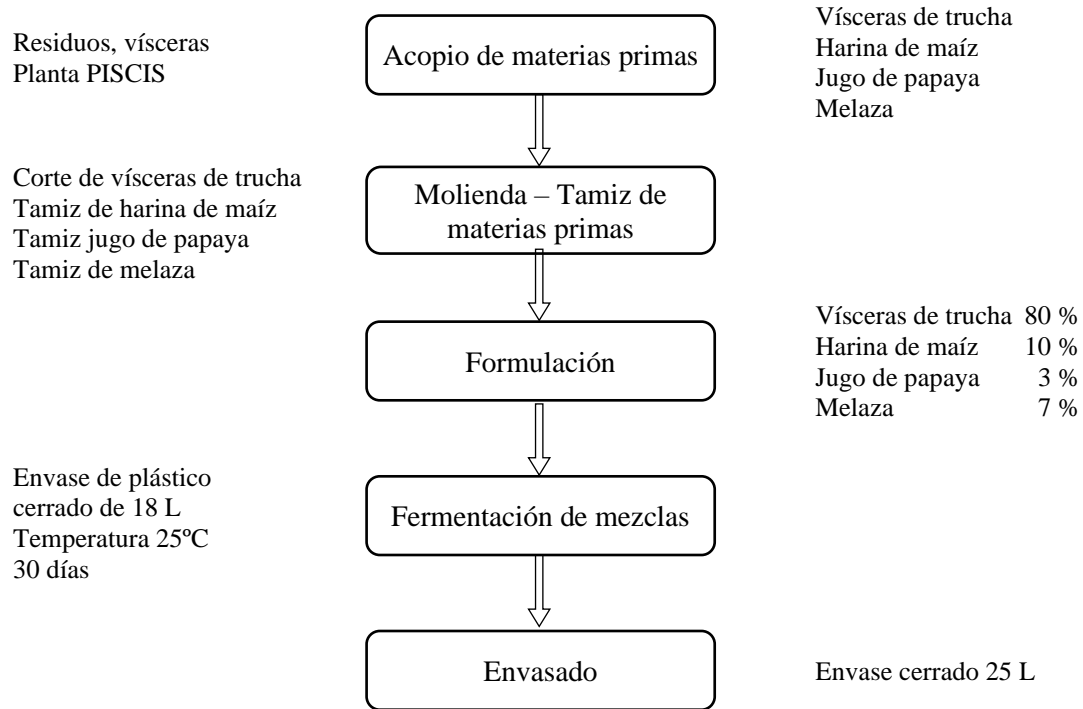 Residuos, vísceras
Planta PISCIS
Acopio de materias primas
Vísceras de trucha
Harina de maíz
Jugo de papaya
Melaza
Corte de vísceras de trucha
Tamiz de harina de maíz
Tamiz jugo de papaya
Tamiz de melaza
Molienda – Tamiz de
materias primas
Formulación
Vísceras de trucha 80 %
Harina de maíz 10 %
Jugo de papaya 3 %
Melaza 7 %
Envase de plástico
cerrado de 18 L
Temperatura 25ºC
30 días
Fermentación de mezclas
Envasado
Envase cerrado 25 L